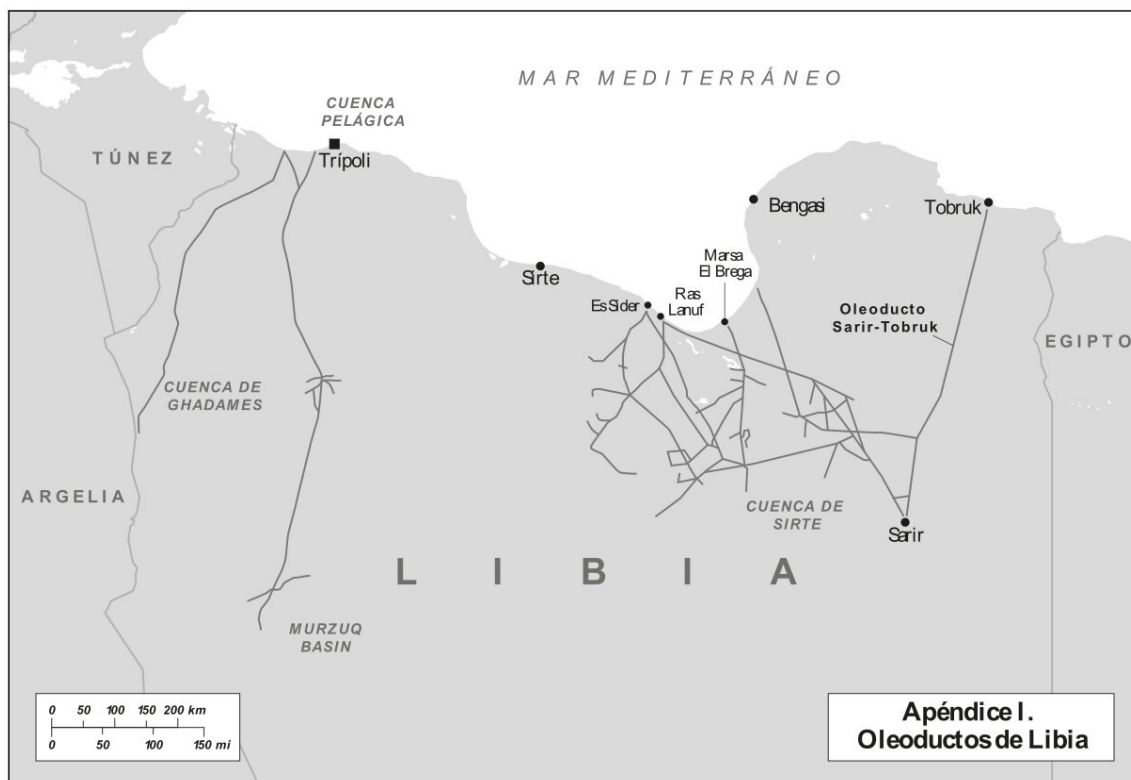 MAR MEDITERRÁNEO
CUENCA
PELÁGICA
TÚNEZ
Trípoli
Bengasi
Tobruk
Marsa
El Brega
Sirte
Ras
Lanuf
Es Sider
Oleoducto
Sarir-Tobruk
EGIPTO
CUENCA DE
GHADAMES
ARGELIA
CUENCA DE
SIRTE
Sarir
LIBIA
MURZUQ
BASIN
0 50 100 150 200 km
0 50 100 150 mi
Apéndice I.
Oleoductos de Libia